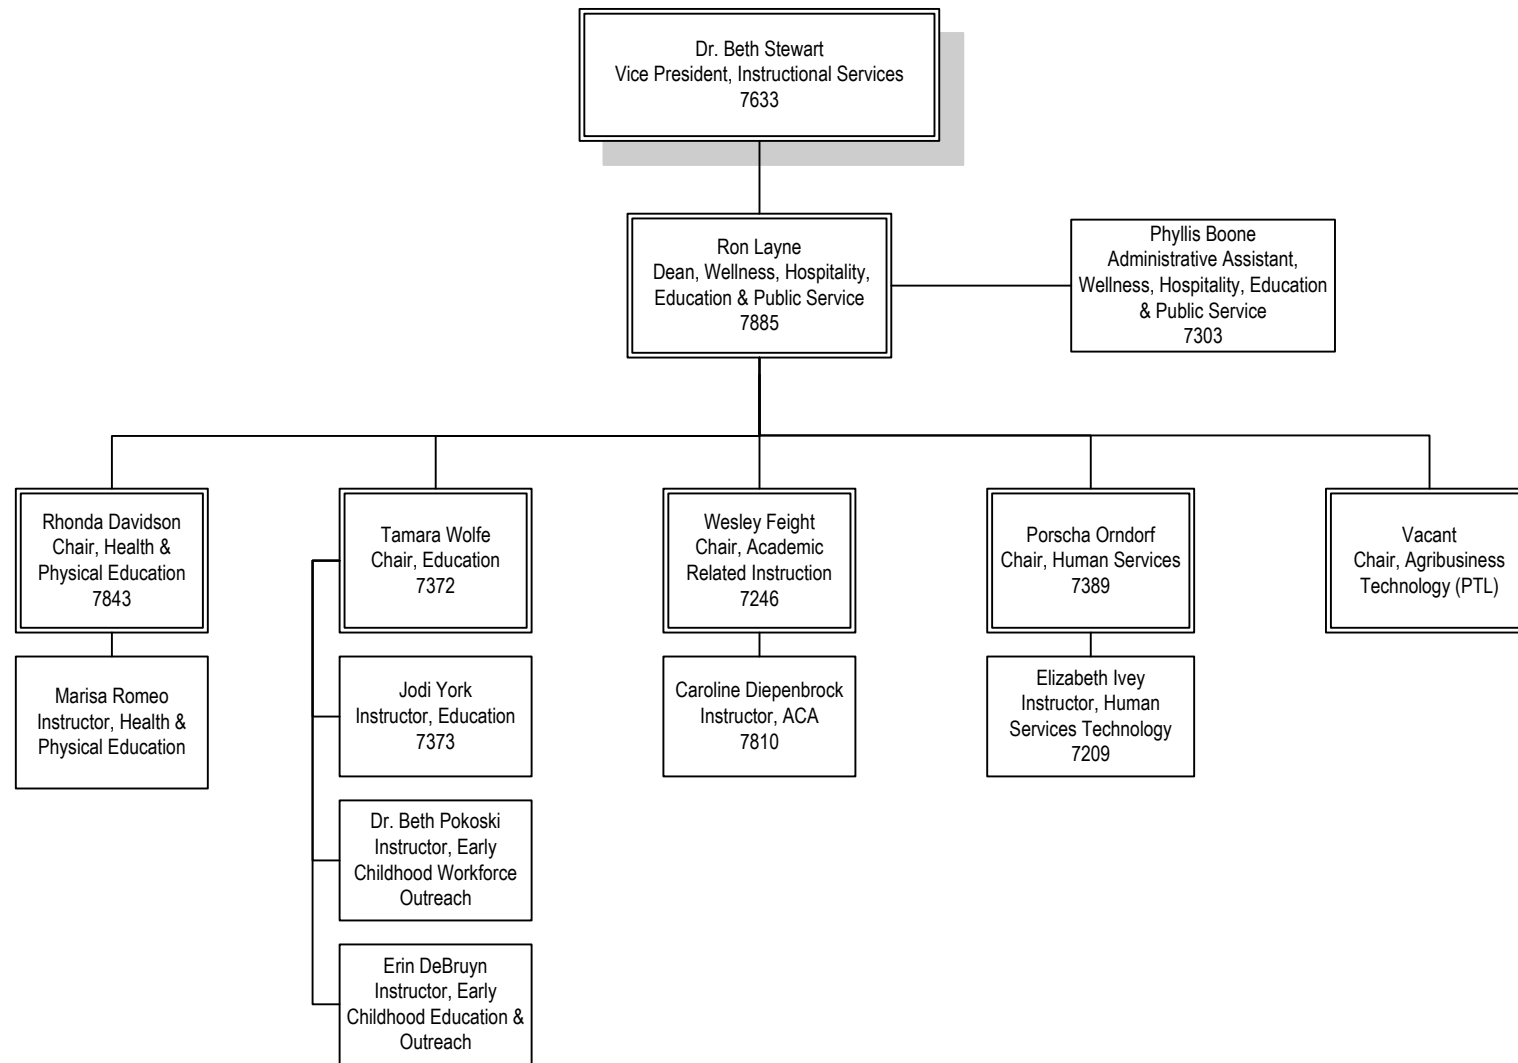 Dr. Beth Stewart
Vice President, Instructional Services
7633
Ron Layne
Dean, Wellness, Hospitality,
Education & Public Service
7885
Phyllis Boone
Administrative Assistant,
Wellness, Hospitality, Education
& Public Service
7303
Rhonda Davidson
Chair, Health &
Physical Education
7843
Tamara Wolfe
Chair, Education
7372
Wesley Feight
Chair, Academic
Related Instruction
7246
Porscha Orndorf
Chair, Human Services
7389
Vacant
Chair, Agribusiness
Technology (PTL)
Marisa Romeo
Instructor, Health &
Physical Education
Jodi York
Instructor, Education
7373
Caroline Diepenbrock
Instructor, ACA
7810
Elizabeth Ivey
Instructor, Human
Services Technology
7209
Dr. Beth Pokoski
Instructor, Early
Childhood Workforce
Outreach
Erin DeBruyn
Instructor, Early
Childhood Education &
Outreach